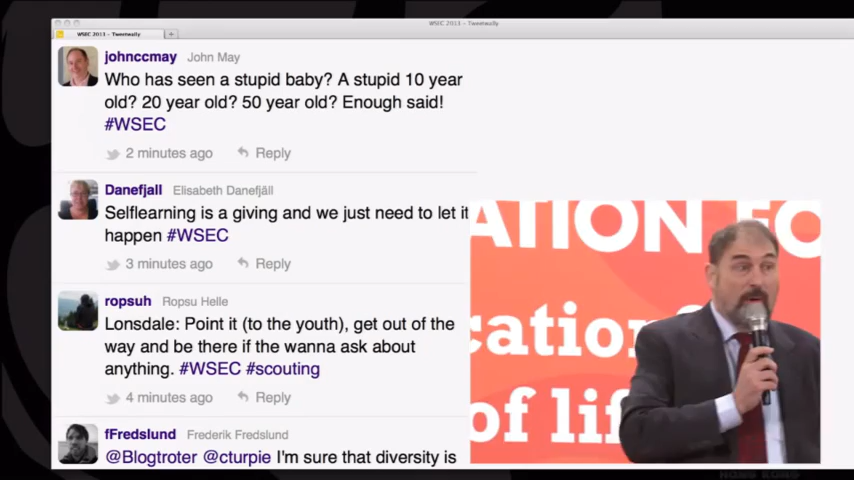 WSEC 2013 – Tweetwally
WSEC 2013 – Tweetwally
johnccmay John May
Who has seen a stupid baby? A stupid 10 year
old? 20 year old? 50 year old? Enough said!
#WSEC
2 minutes ago Reply
Danefjall Elisabeth Danefjäll
Selflearning is a giving and we just need to let it
happen #WSEC
3 minutes ago Reply
ropsuh Ropsu Helle
Lonsdale: Point it (to the youth), get out of the
way and be there if the wanna ask about
anything. #WSEC #scouting
4 minutes ago Reply
fFredslund Frederik Fredslund
@Blogtroter @cturpie I'm sure that diversity is
ATION FO
cation
of lif
HONG KONG